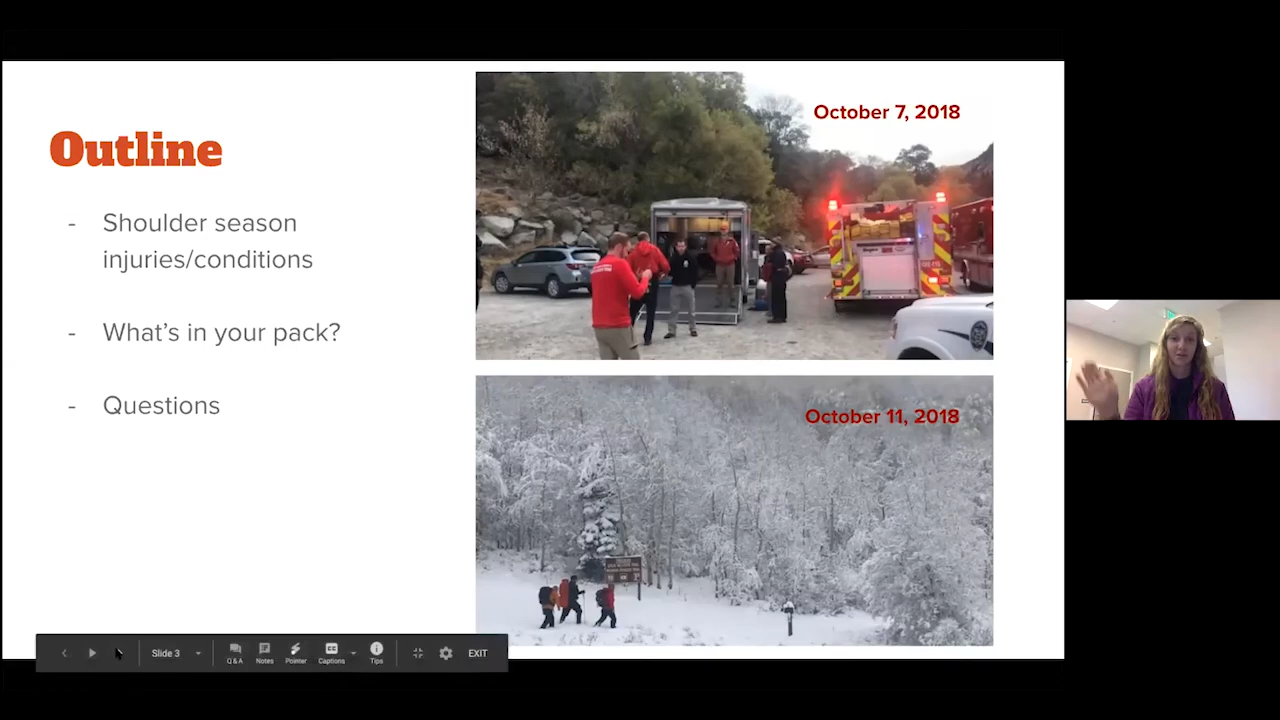 Outline
- Shoulder season
injuries/conditions
- What's in your pack?
- Questions
October 7, 2018
October 11, 2018
Slide 3
Q & A
Notes
Pointer
Captions
CC
Tips
EXIT